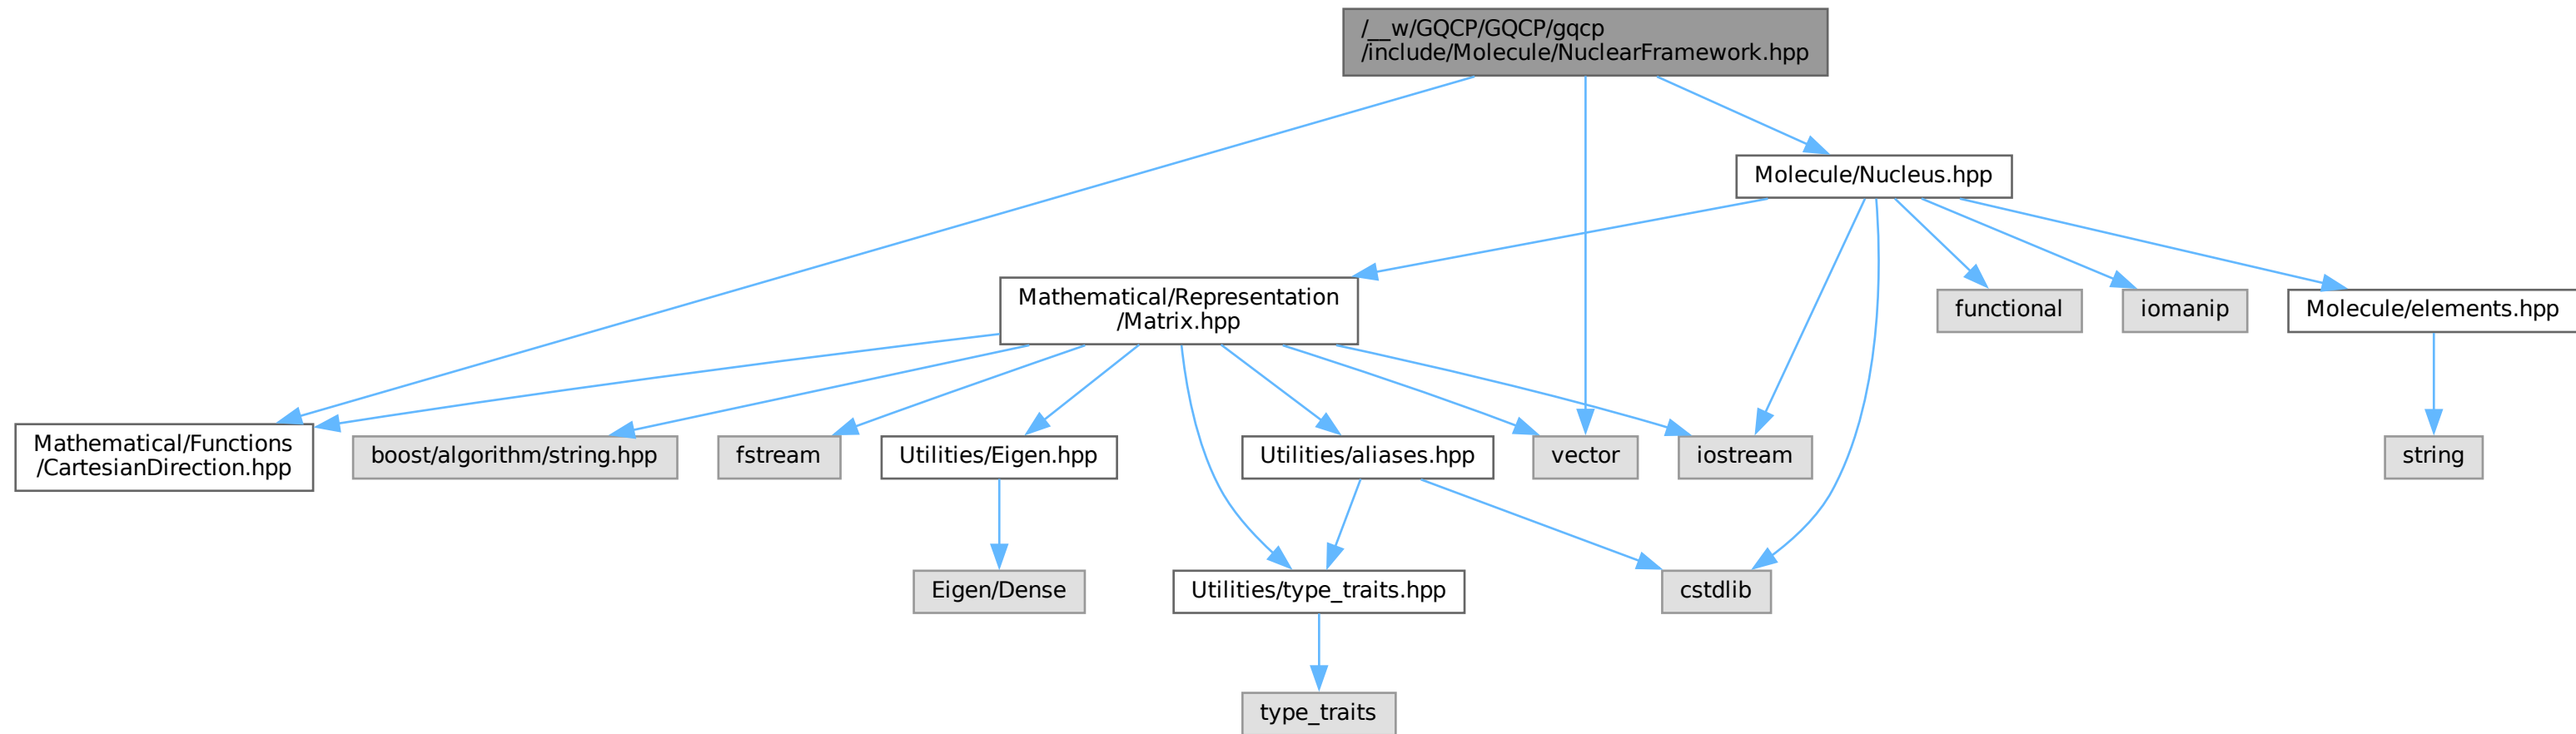 /__w/GQCP/GQCP/gqcp
/include/Molecule/NuclearFramework.hpp
Molecule/Nucleus.hpp
Mathematical/Representation
/Matrix.hpp
functional
iomanip
Molecule/elements.hpp
Mathematical/Functions
/CartesianDirection.hpp
boost/algorithm/string.hpp
fstream
Utilities/Eigen.hpp
Utilities/aliases.hpp
vector
iostream
string
Eigen/Dense
Utilities/type_traits.hpp
cstdlib
type_traits